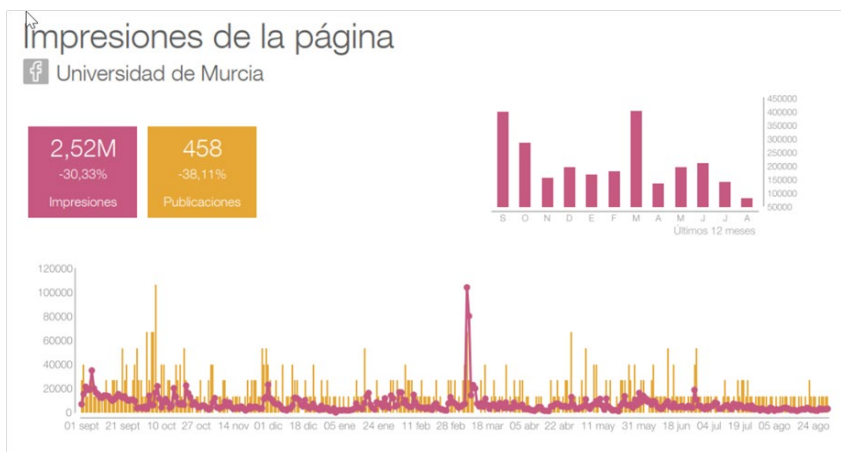 Impresiones de la página
Universidad de Murcia
2,52M
-30,33%
Impresiones
458
-38,11%
Publicaciones
450000
400000
350000
300000
250000
200000
150000
100000
50000
S O N D E F M A M J J A
Últimos 12 meses
120000
100000
80000
60000
40000
20000
0
01 sept 21 sept 10 oct 27 oct 14 nov 01 dic 18 dic 05 ene 24 ene 11 feb 28 feb 18 mar 05 abr 22 abr 11 may 31 may 18 jun 04 jul 19 jul 05 ago 24 ago